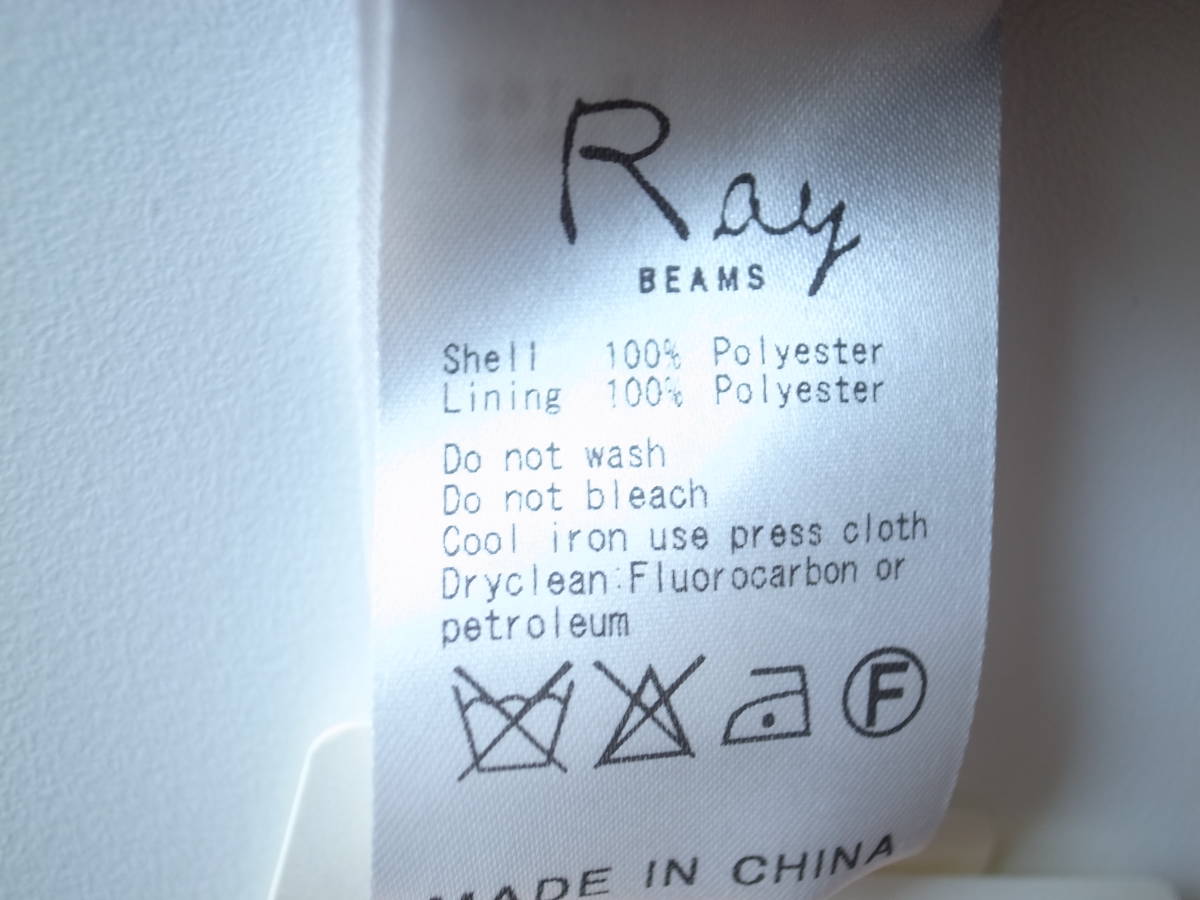 Ray
BEAMS
Shell 100% Polyester
Lining 100% Polyester
Do not wash
Do not bleach
Cool iron use press cloth
Dryclean:Fluorocarbon or
petroleum
F
MADE IN CHINA